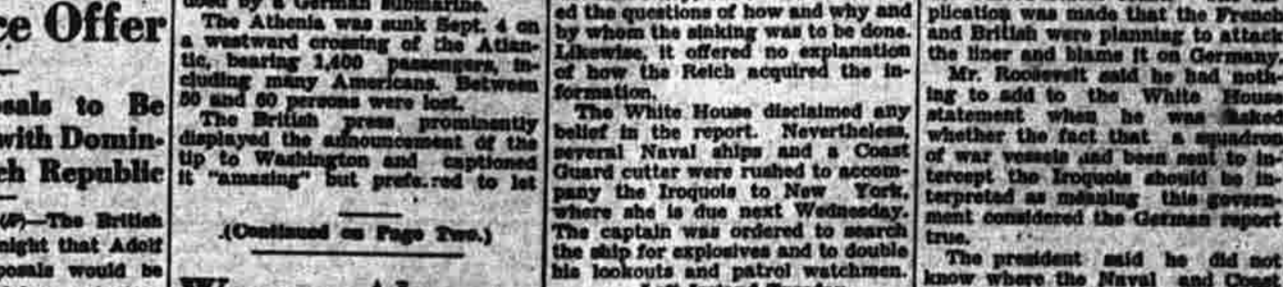 ce Offer
sals to Be
with Domin-
ch Republic
(AP)—The British
night that Adolf
posals would be
used by a German submarine.
The Athenia was sunk Sept. 4 on
a westward crossing of the Atlan-
tic, bearing 1,400 passengers, in-
cluding many Americans. Between
50 and 60 persons were lost.
The British press prominently
displayed the announcement of the
tip to Washington and captioned
it "amazing" but prefe.red to let
(Continued on Page Two.)
ed the questions of how and why and
by whom the sinking was to be done.
Likewise, it offered no explanation
of how the Reich acquired the in-
formation.
The White House disclaimed any
belief in the report. Nevertheless,
several Naval ships and a Coast
Guard cutter were rushed to accom-
pany the Iroquois to New York,
where she is due next Wednesday.
The captain was ordered to search
the ship for explosives and to double
his lookouts and patrol watchmen.
plication was made that the French
and British were planning to attack
the liner and blame it on Germany.
Mr. Roosevelt said he had noth-
ing to add to the White House
statement when he was asked
whether the fact that a squadron
of war vessels had been sent to in-
tercept the Iroquois should be in-
terpreted as meaning this govern-
ment considered the German report
true.
The president said he did not
know where the Naval and Coast